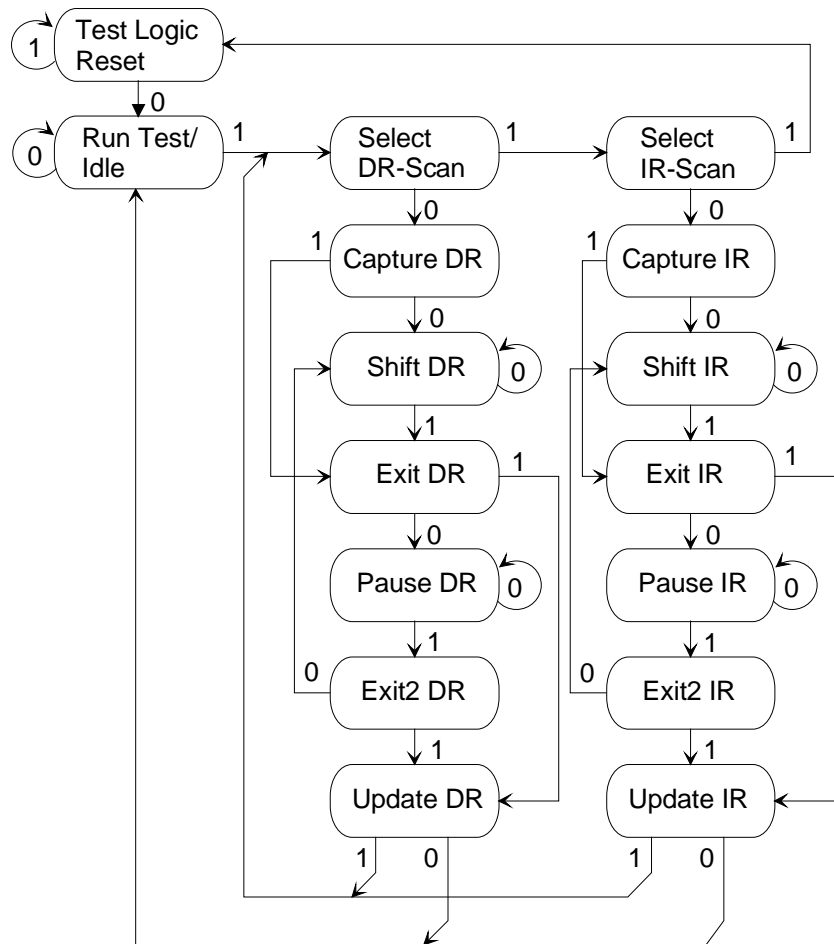 Test Logic
Reset
1
0
Run Test/
Idle
0
1
Select
DR-Scan
1
Select
IR-Scan
1
0
0
1
Capture DR
1
Capture IR
0
0
Shift DR
0
Shift IR
0
1
1
Exit DR
1
Exit IR
1
0
0
Pause DR
0
Pause IR
0
1
1
0
Exit2 DR
0
Exit2 IR
1
1
Update DR
Update IR
1
0
1
0